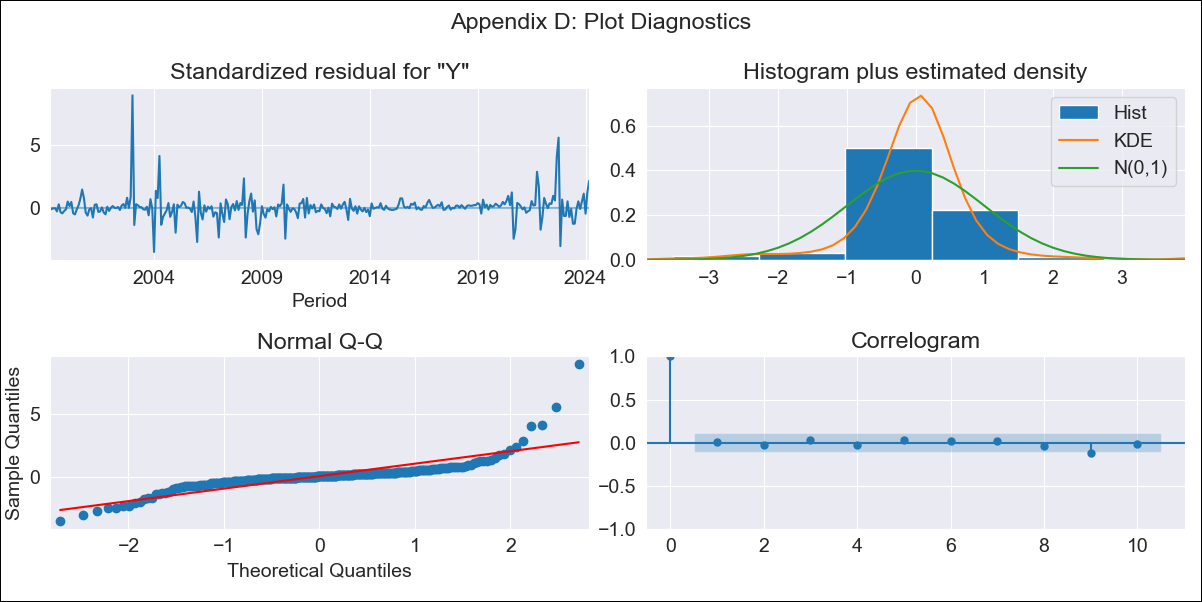 Appendix D: Plot Diagnostics
Standardized residual for "Y"
5
0
2004 2009 2014 2019 2024
Period
Histogram plus estimated density
0.6
0.4
0.2
0.0
−3 −2 −1 0 1 2 3
Hist
KDE
N(0,1)
Normal Q-Q
Sample Quantiles
5
0
−2 −1 0 1 2
Theoretical Quantiles
Correlogram
1.0
0.5
0.0
−0.5
−1.0
0 2 4 6 8 10